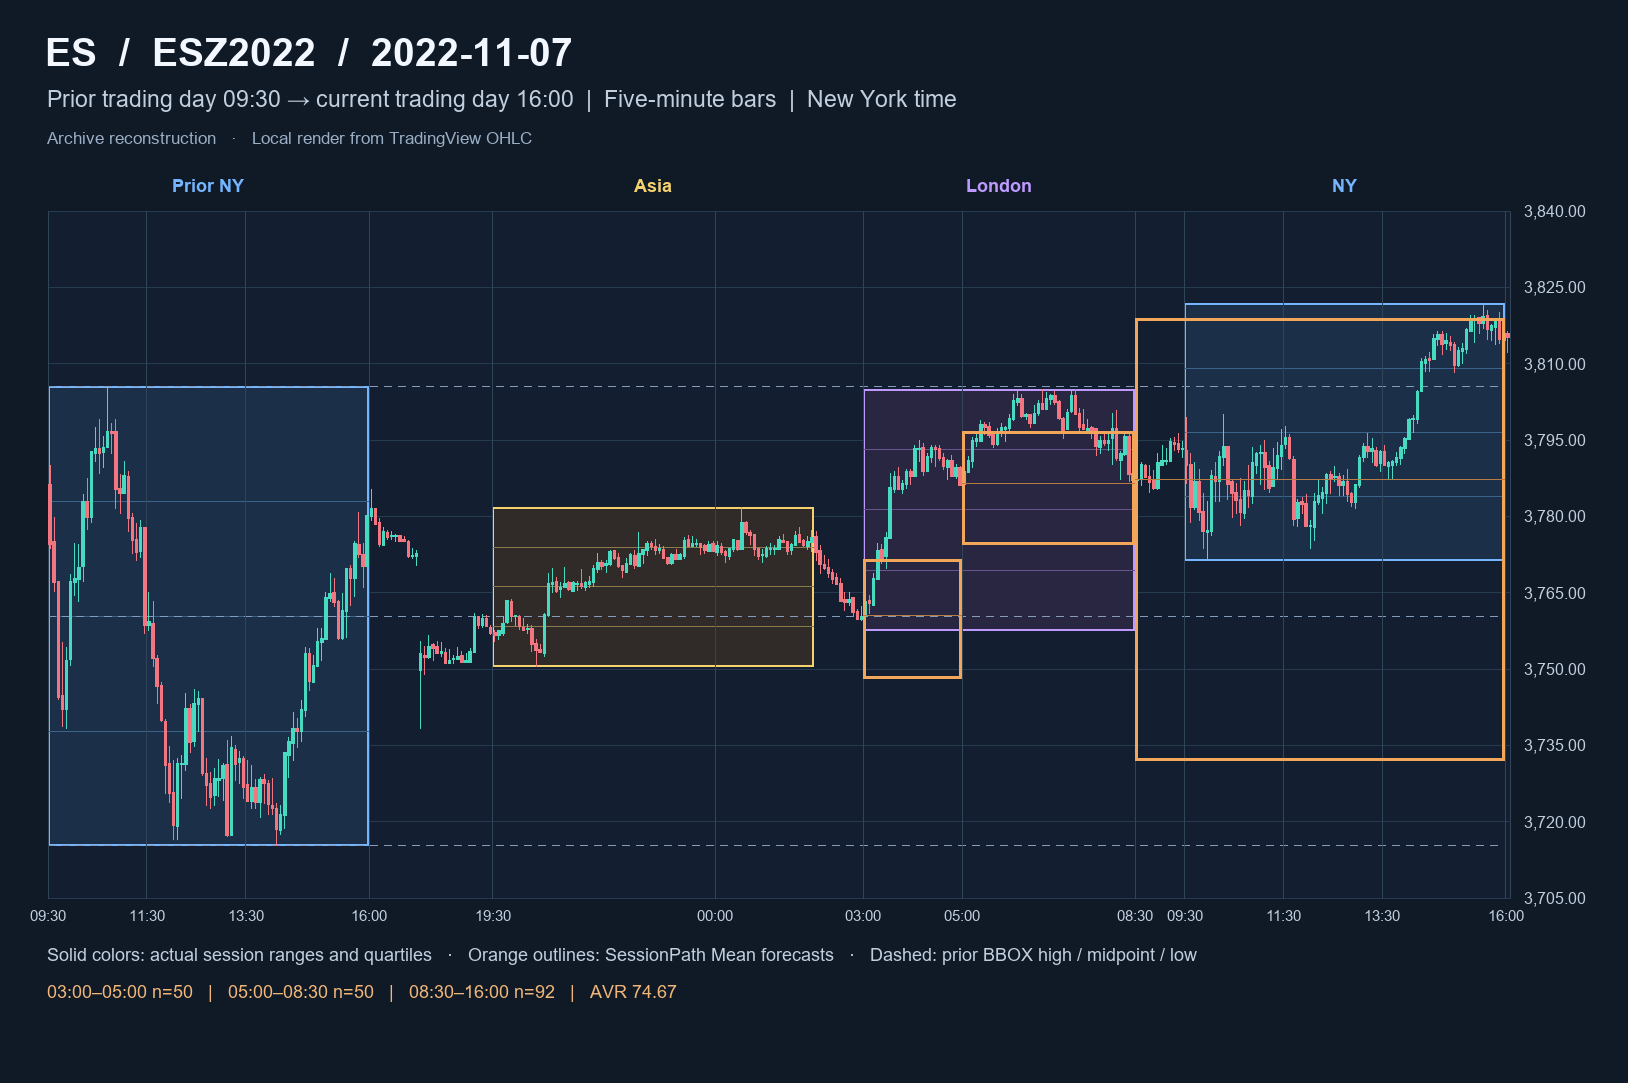 ES / ESZ2022 / 2022-11-07
Prior trading day 09:30 → current trading day 16:00 | Five-minute bars | New York time
Archive reconstruction · Local render from TradingView OHLC
Prior NY Asia London NY
3,840.00
3,825.00
3,810.00
3,795.00
3,780.00
3,765.00
3,750.00
3,735.00
3,720.00
3,705.00
09:30 11:30 13:30 16:00 19:30 00:00 03:00 05:00 08:30 09:30 11:30 13:30 16:00
Solid colors: actual session ranges and quartiles · Orange outlines: SessionPath Mean forecasts · Dashed: prior BBOX high / midpoint / low
03:00–05:00 n=50 | 05:00–08:30 n=50 | 08:30–16:00 n=92 | AVR 74.67